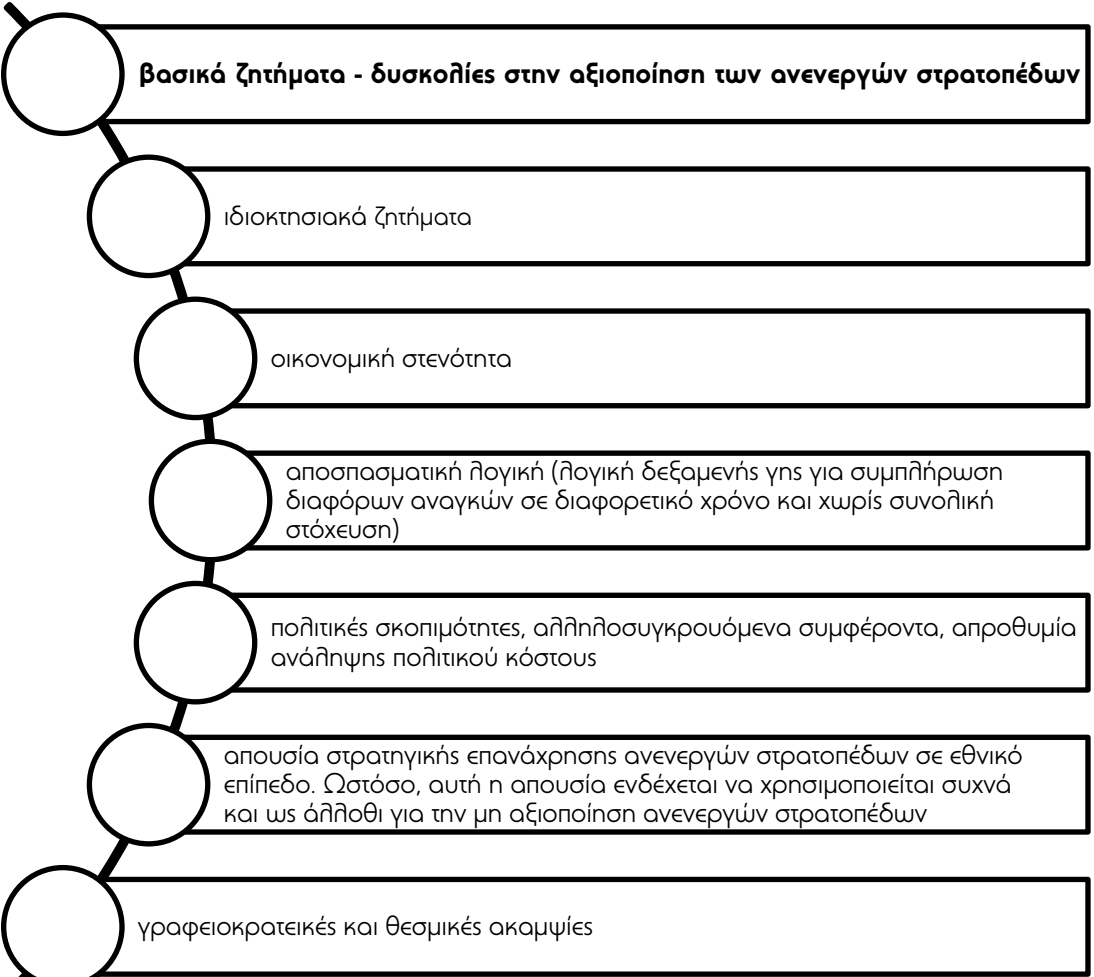 βασικά ζητήματα - δυσκολίες στην αξιοποίηση των ανενεργών στρατοπέδων
ιδιοκτησιακά ζητήματα
οικονομική στενότητα
αποσπασματική λογική (λογική δεξαμενής γης για συμπλήρωση
διαφόρων αναγκών σε διαφορετικό χρόνο και χωρίς συνολική
στόχευση)
πολιτικές σκοπιμότητες, αλληλοσυγκρουόμενα συμφέροντα, απροθυμία
ανάληψης πολιτικού κόστους
απουσία στρατηγικής επανάχρησης ανενεργών στρατοπέδων σε εθνικό
επίπεδο. Ωστόσο, αυτή η απουσία ενδέχεται να χρησιμοποιείται συχνά
και ως άλλοθι για την μη αξιοποίηση ανενεργών στρατοπέδων
γραφειοκρατεικές και θεσμικές ακαμψίες